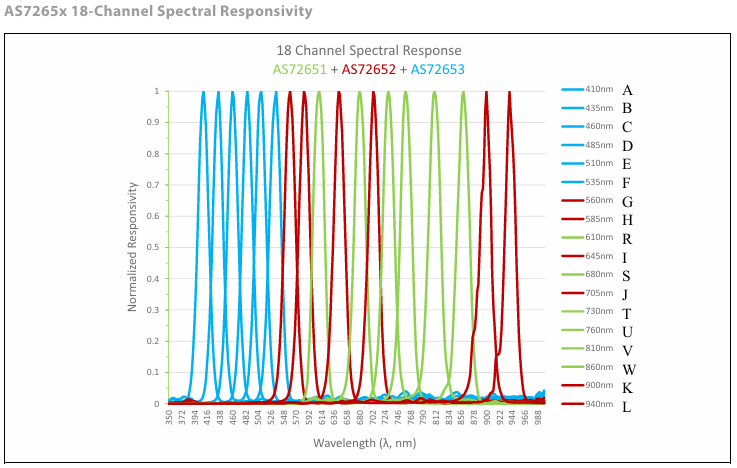 AS7265x 18-Channel Spectral Responsivity
18 Channel Spectral Response
AS72651 + AS72652 + AS72653
Normalized Responsivity
1
0.9
0.8
0.7
0.6
0.5
0.4
0.3
0.2
0.1
0
350 372 394 416 438 460 482 504 526 548 570 592 614 636 658 680 702 724 746 768 790 812 834 856 878 900 922 944 966 988
Wavelength (λ, nm)
410nm A
435nm B
460nm C
485nm D
510nm E
535nm F
560nm G
585nm H
610nm R
645nm I
680nm S
705nm J
730nm T
760nm U
810nm V
860nm W
900nm K
940nm L